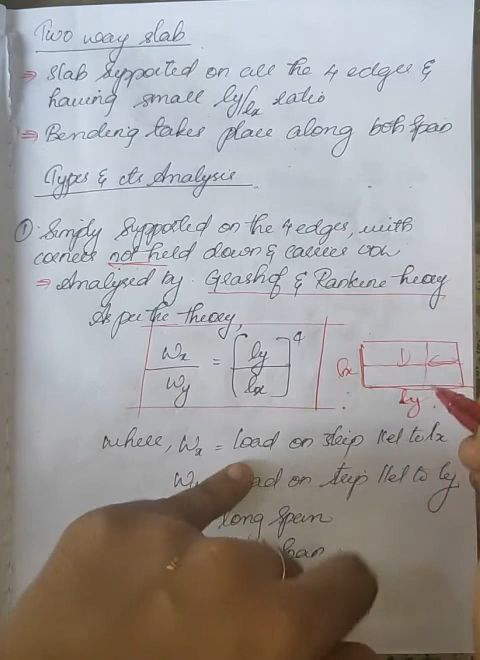 Two way slab
⇒ Slab supported on all the 4 edges &
having small ly/lx ratio
⇒ Bending takes place along both span
Types & its Analysis
① Simply supported on the 4 edges, with
corners not held down & carries udl
⇒ Analysed by Grashof & Rankine theory
As per the theory,
Wx/Wy = [ly/lx]^4
lx
ly
where, Wx = load on strip llel to lx
on strip llel to ly
long span